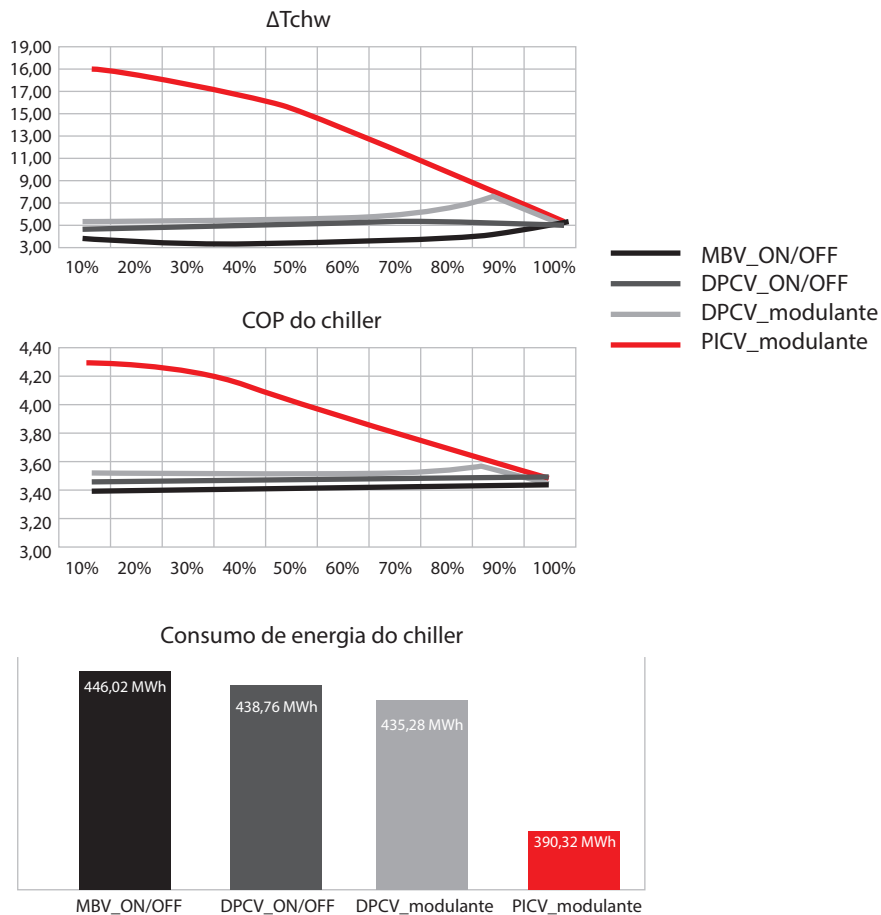 ΔTchw
19,00
16,00
17,00
15,00
13,00
11,00
9,00
7,00
5,00
3,00
10% 20% 30% 40% 50% 60% 70% 80% 90% 100%
MBV_ON/OFF
DPCV_ON/OFF
DPCV_modulante
PICV_modulante
COP do chiller
4,40
4,20
4,00
3,80
3,60
3,40
3,20
3,00
10% 20% 30% 40% 50% 60% 70% 80% 90% 100%
Consumo de energia do chiller
446,02 MWh
438,76 MWh
435,28 MWh
390,32 MWh
MBV_ON/OFF DPCV_ON/OFF DPCV_modulante PICV_modulante